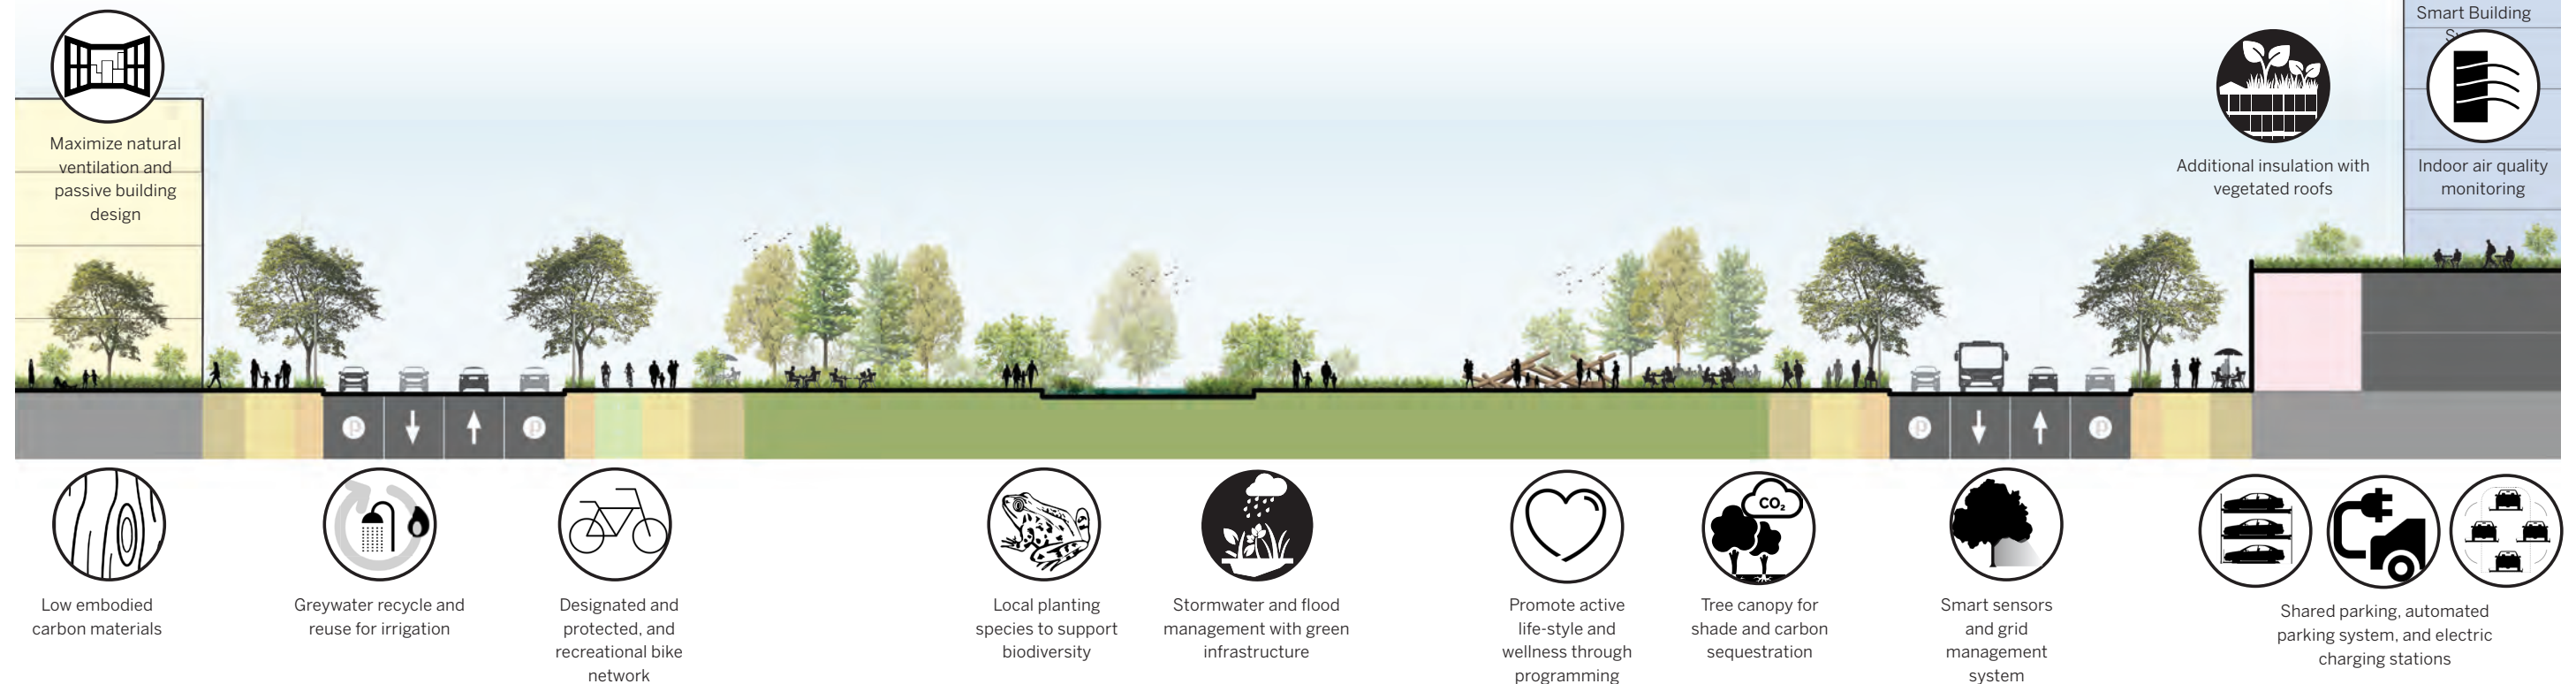 Smart Building
Maximize natural
ventilation and
passive building
design
Additional insulation with
vegetated roofs
Indoor air quality
monitoring
P
P
P
P
Low embodied
carbon materials
Greywater recycle and
reuse for irrigation
Designated and
protected, and
recreational bike
network
Local planting
species to support
biodiversity
Stormwater and flood
management with green
infrastructure
Promote active
life-style and
wellness through
programming
CO₂
Tree canopy for
shade and carbon
sequestration
Smart sensors
and grid
management
system
Shared parking, automated
parking system, and electric
charging stations